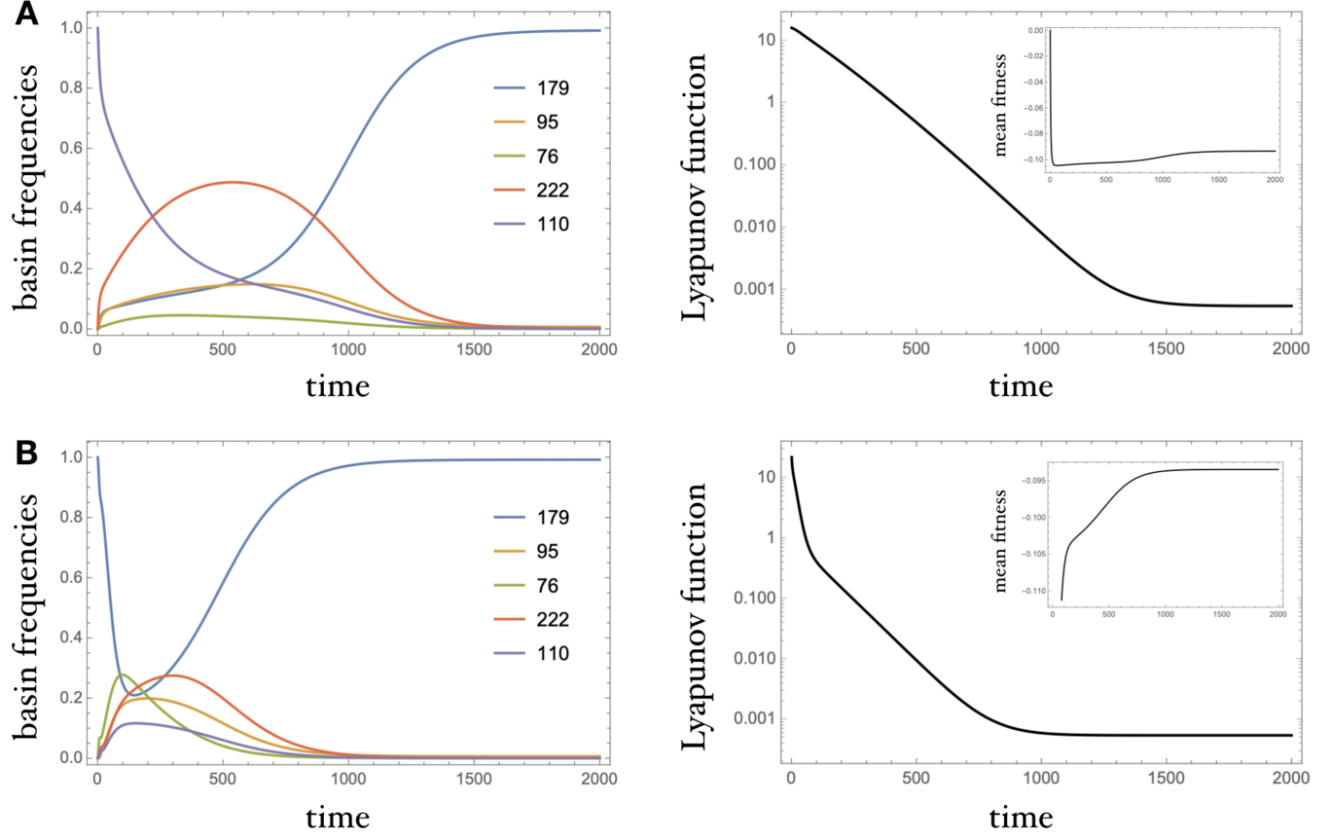 A
basin frequencies
1.0
0.8
0.6
0.4
0.2
0.0
179
95
76
222
110
0 500 1000 1500 2000
time
Lyapunov function
10
1
0.100
0.010
0.001
0 500 1000 1500 2000
time
mean fitness
0.00
−0.02
−0.04
−0.06
−0.08
−0.10
0 500 1000 1500 2000
B
basin frequencies
1.0
0.8
0.6
0.4
0.2
0.0
179
95
76
222
110
0 500 1000 1500 2000
time
Lyapunov function
10
1
0.100
0.010
0.001
0 500 1000 1500 2000
time
mean fitness
−0.095
−0.100
−0.105
−0.110
0 500 1000 1500 2000